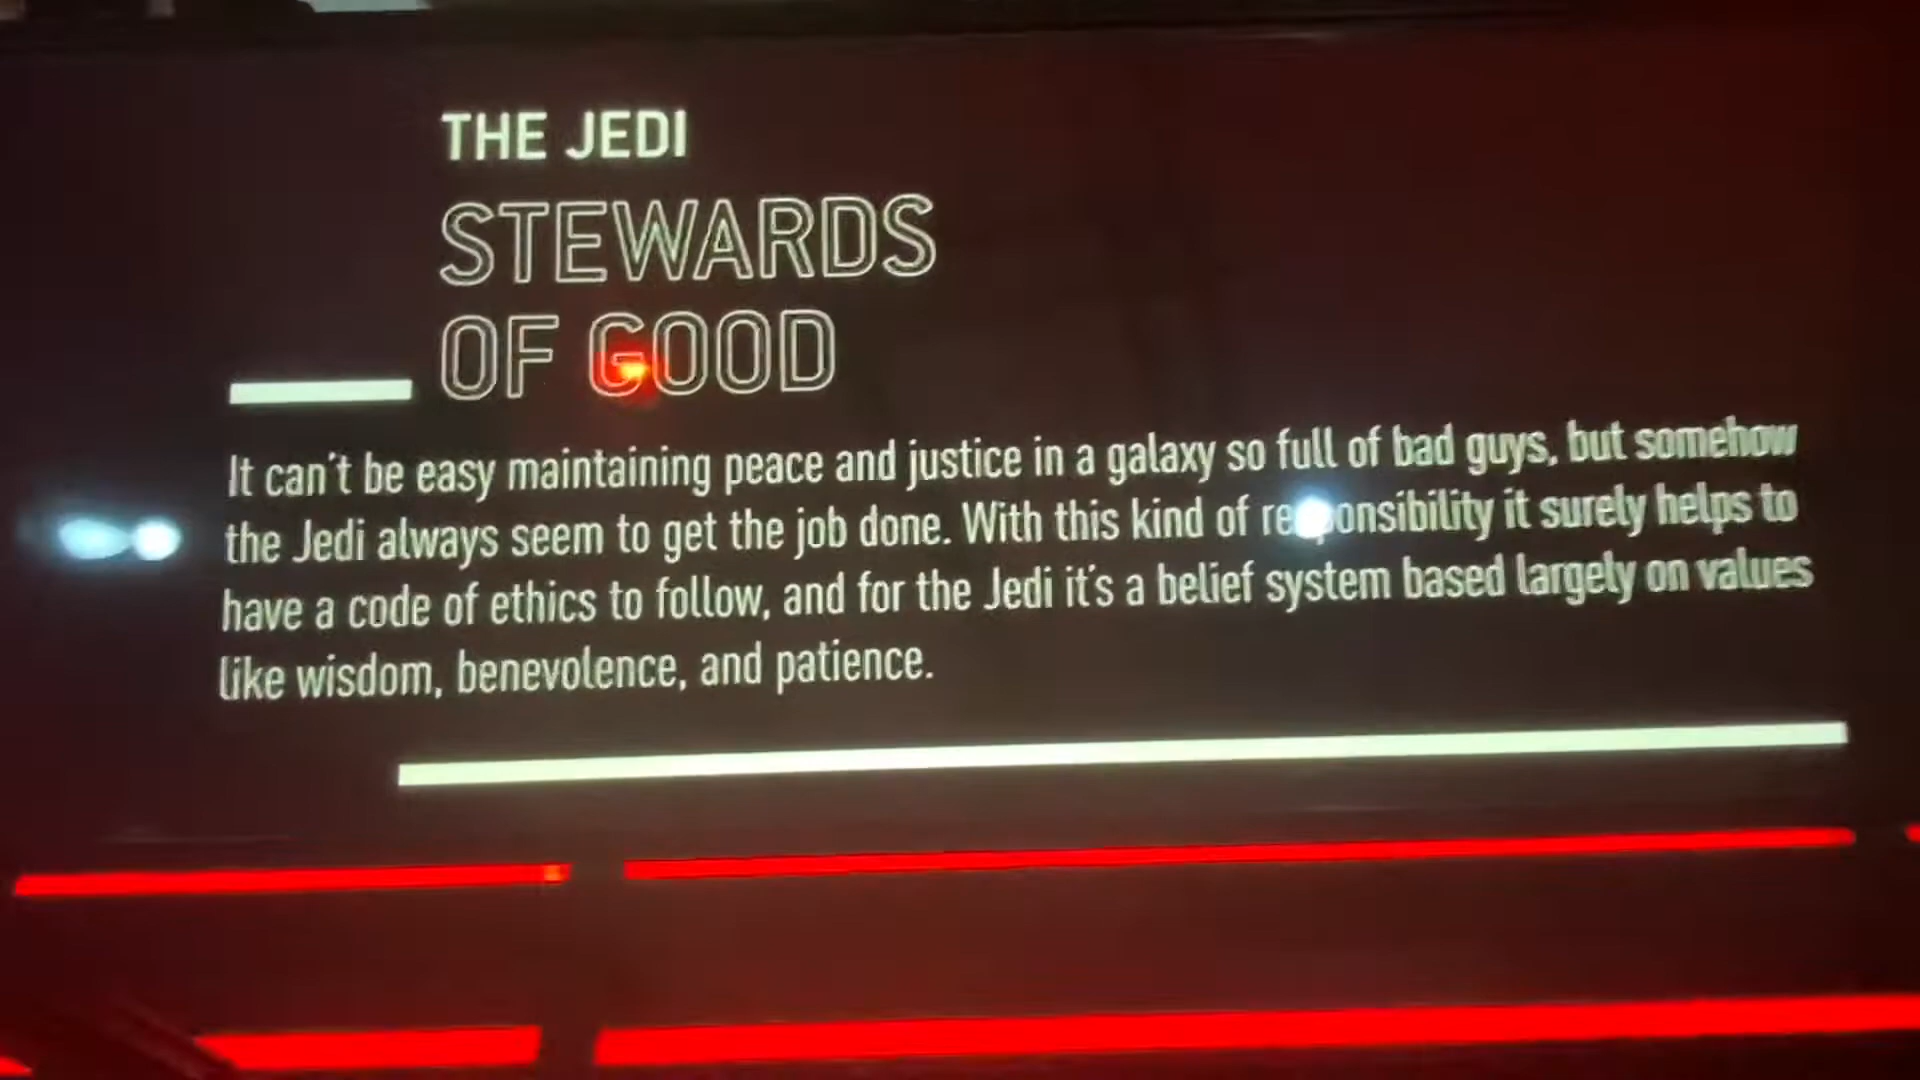 THE JEDI
STEWARDS
OF GOOD
It can't be easy maintaining peace and justice in a galaxy so full of bad guys, but somehow
the Jedi always seem to get the job done. With this kind of responsibility it surely helps to
have a code of ethics to follow, and for the Jedi it's a belief system based largely on values
like wisdom, benevolence, and patience.